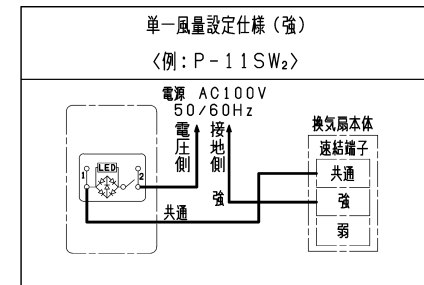 単一風量設定仕様（強）
〈例：P-11SW₂〉
電源 AC100V
50/60Hz
電圧側
接地側
換気扇本体
速結端子
共通
強
弱
LED
1
2
強
共通